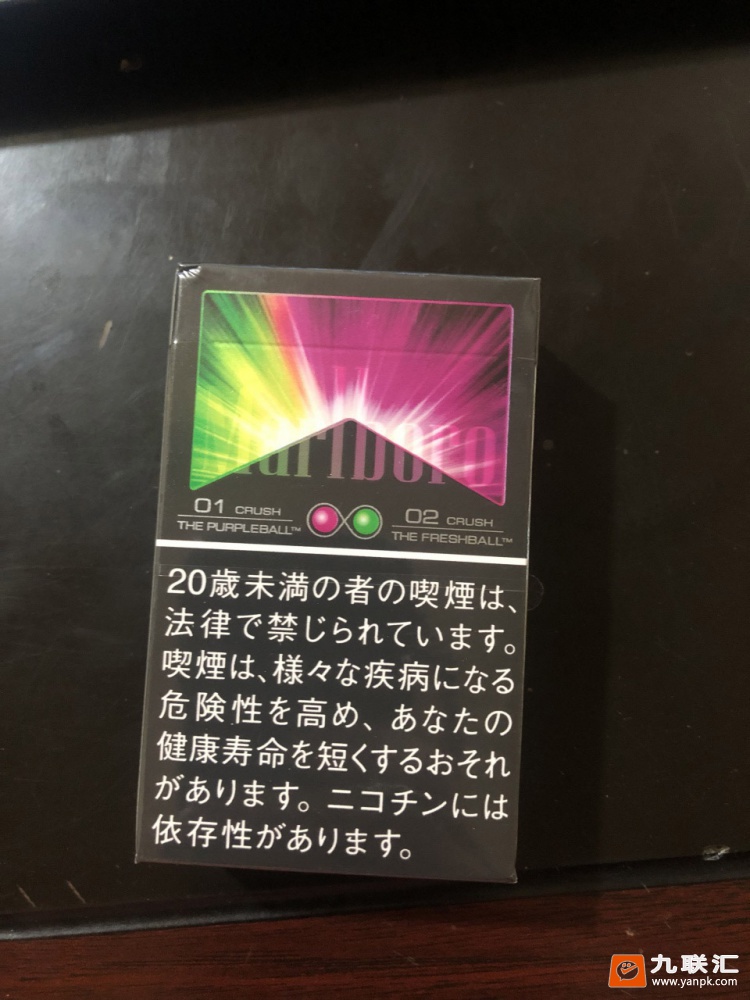 Marlboro
01 CRUSH
THE PURPLEBALL™
02 CRUSH
THE FRESHBALL™
20歳未満の者の喫煙は、
法律で禁じられています。
喫煙は、様々な疾病になる
危険性を高め、あなたの
健康寿命を短くするおそれ
があります。ニコチンには
依存性があります。
九联汇
www.yanpk.com